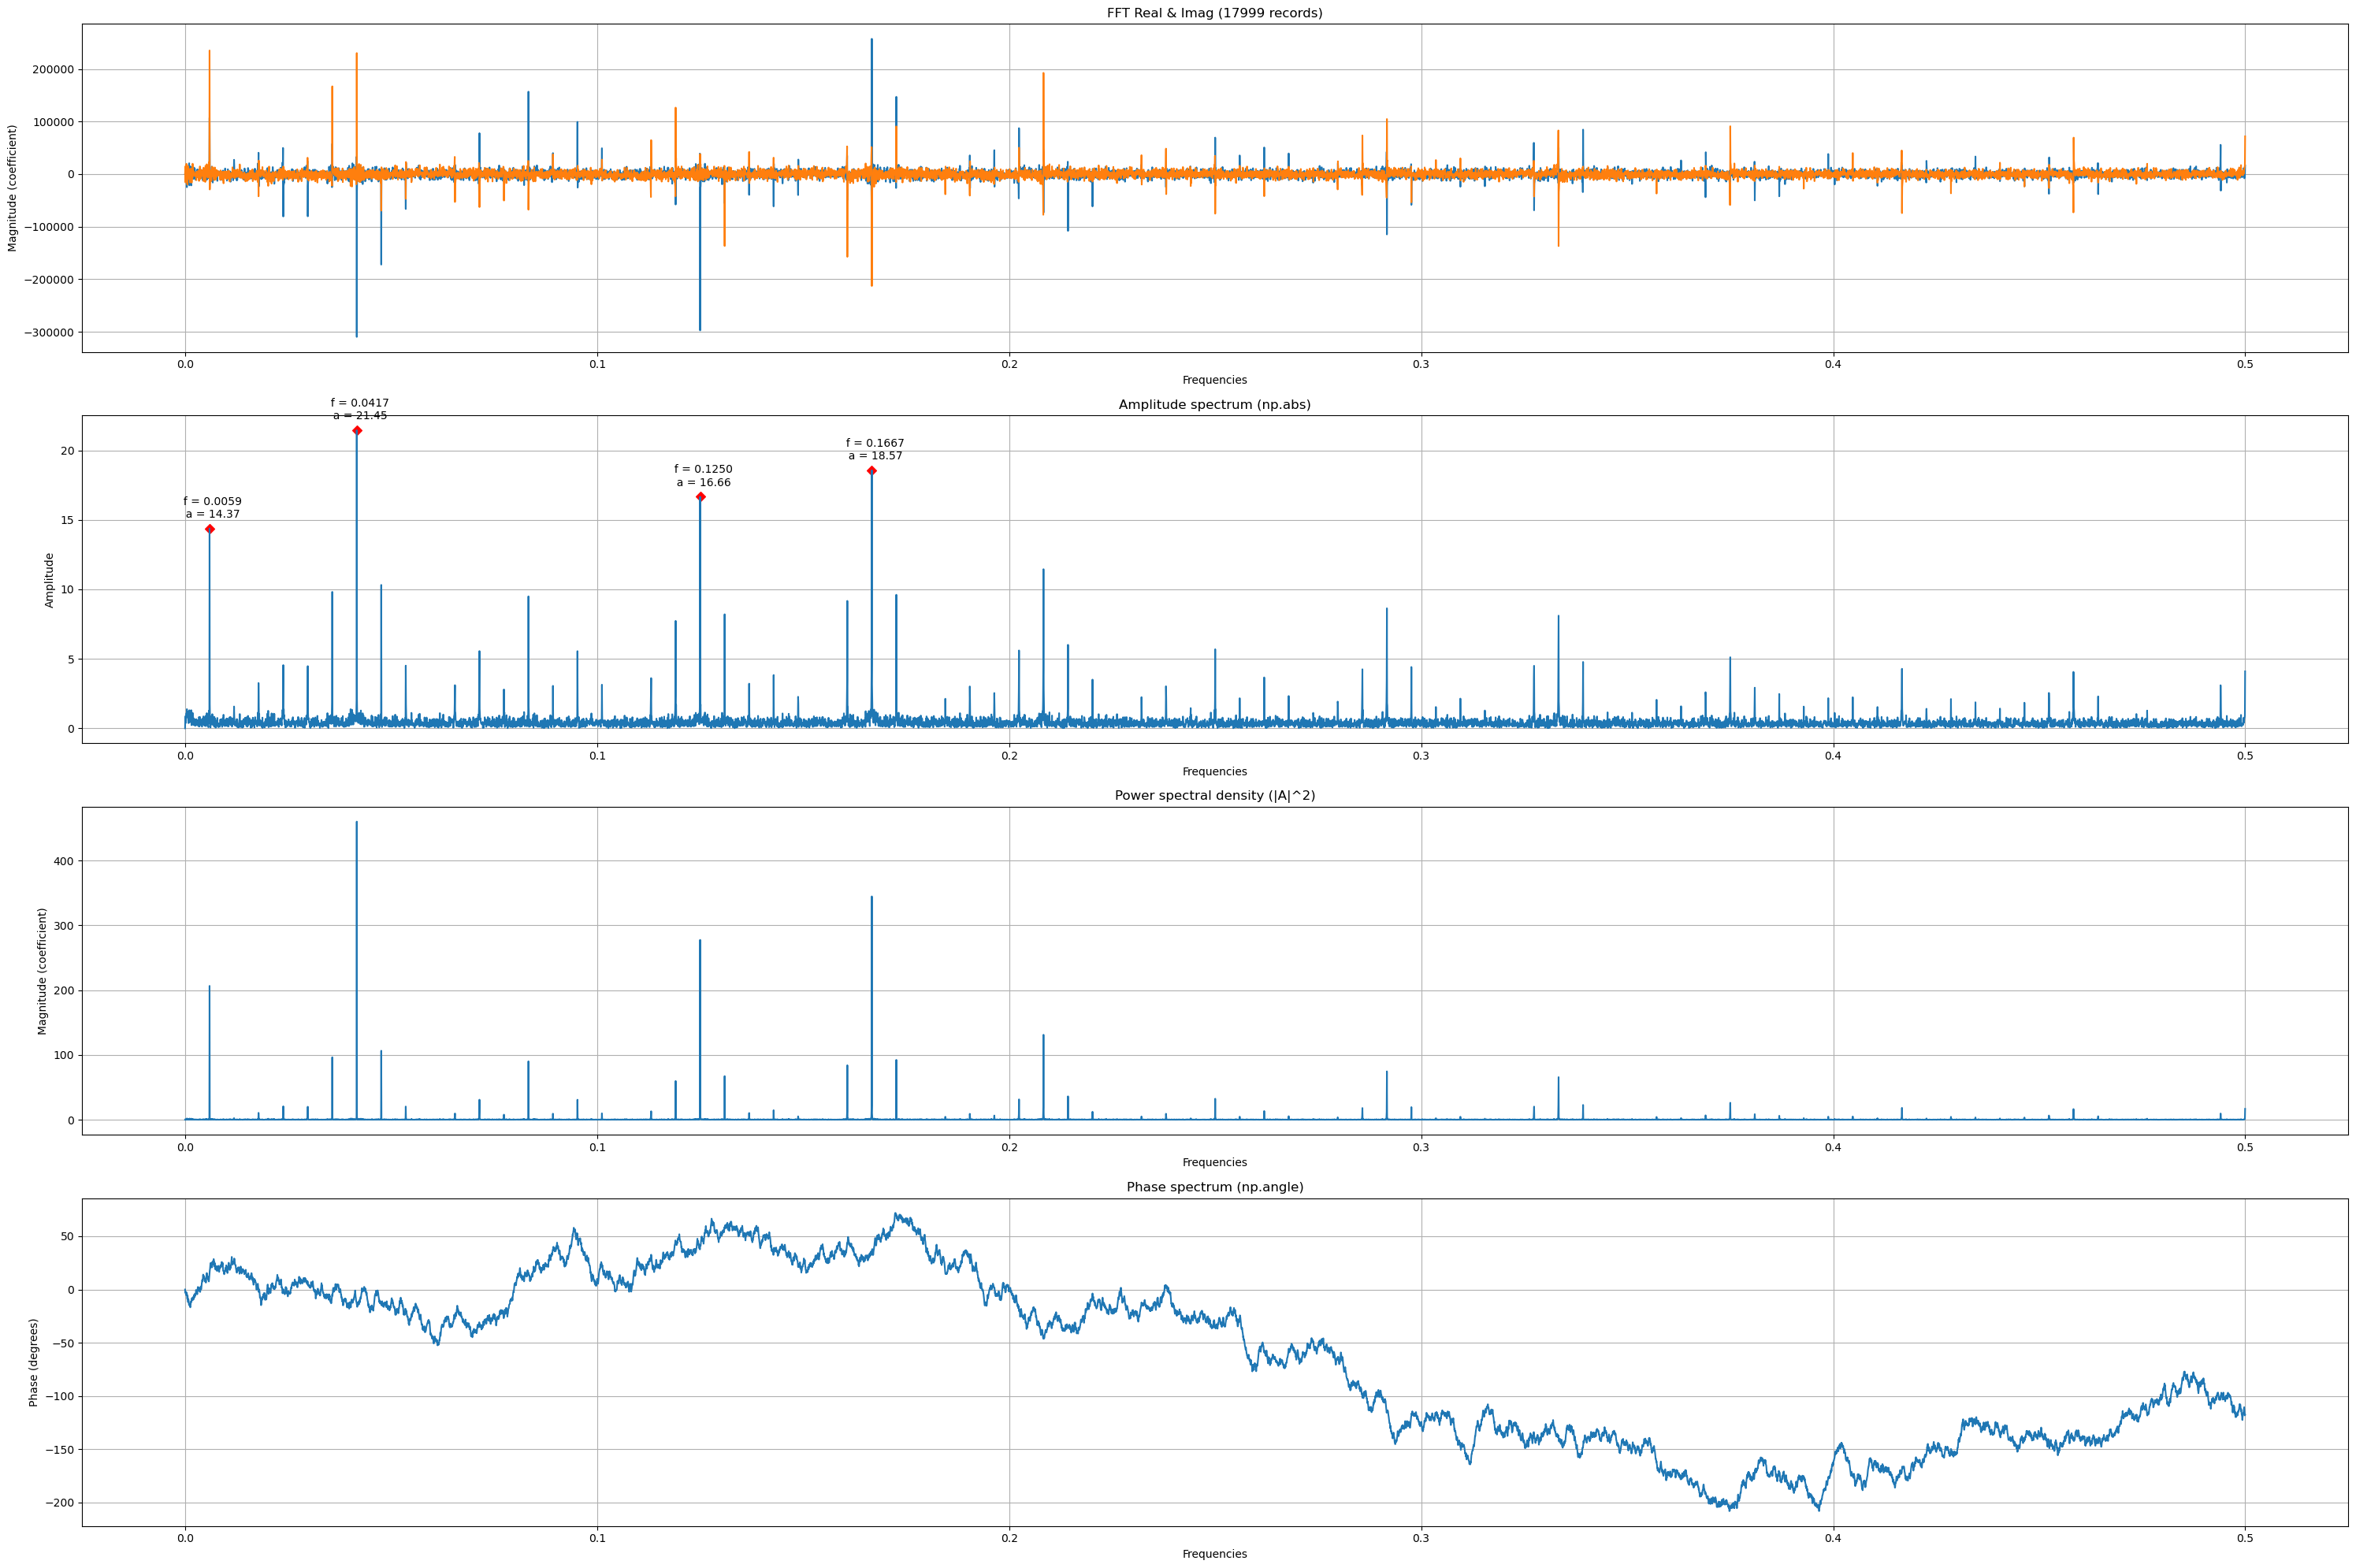 FFT Real & Imag (17999 records)
Magnitude (coefficient)
200000
100000
0
−100000
−200000
−300000
0.0 0.1 0.2 0.3 0.4 0.5
Frequencies
Amplitude spectrum (np.abs)
f = 0.0417
a = 21.45
f = 0.1667
a = 18.57
f = 0.1250
a = 16.66
f = 0.0059
a = 14.37
Amplitude
20
15
10
5
0
0.0 0.1 0.2 0.3 0.4 0.5
Frequencies
Power spectral density (|A|^2)
Magnitude (coefficient)
400
300
200
100
0
0.0 0.1 0.2 0.3 0.4 0.5
Frequencies
Phase spectrum (np.angle)
Phase (degrees)
50
0
−50
−100
−150
−200
0.0 0.1 0.2 0.3 0.4 0.5
Frequencies